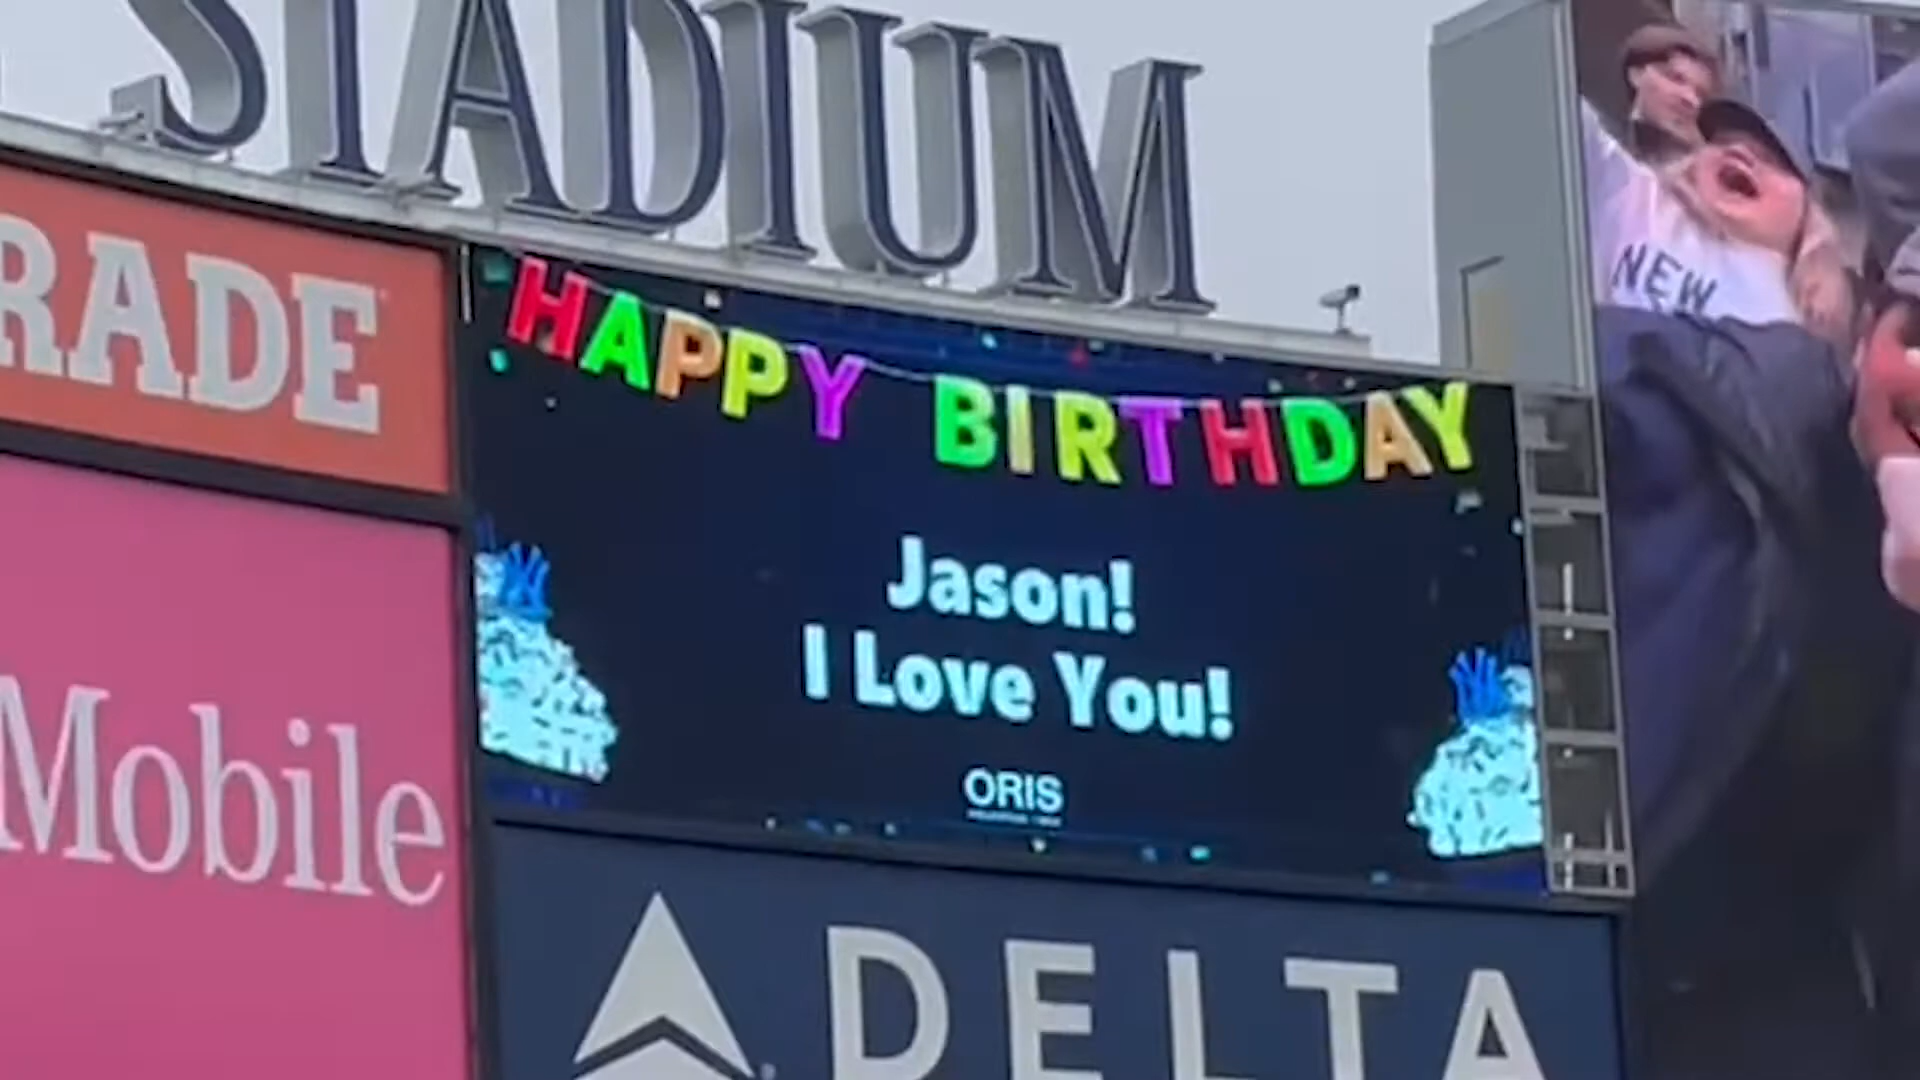 STADIUM
RADE
HAPPY BIRTHDAY
Jason!
I Love You!
ORIS
Mobile
DELTA
NEW